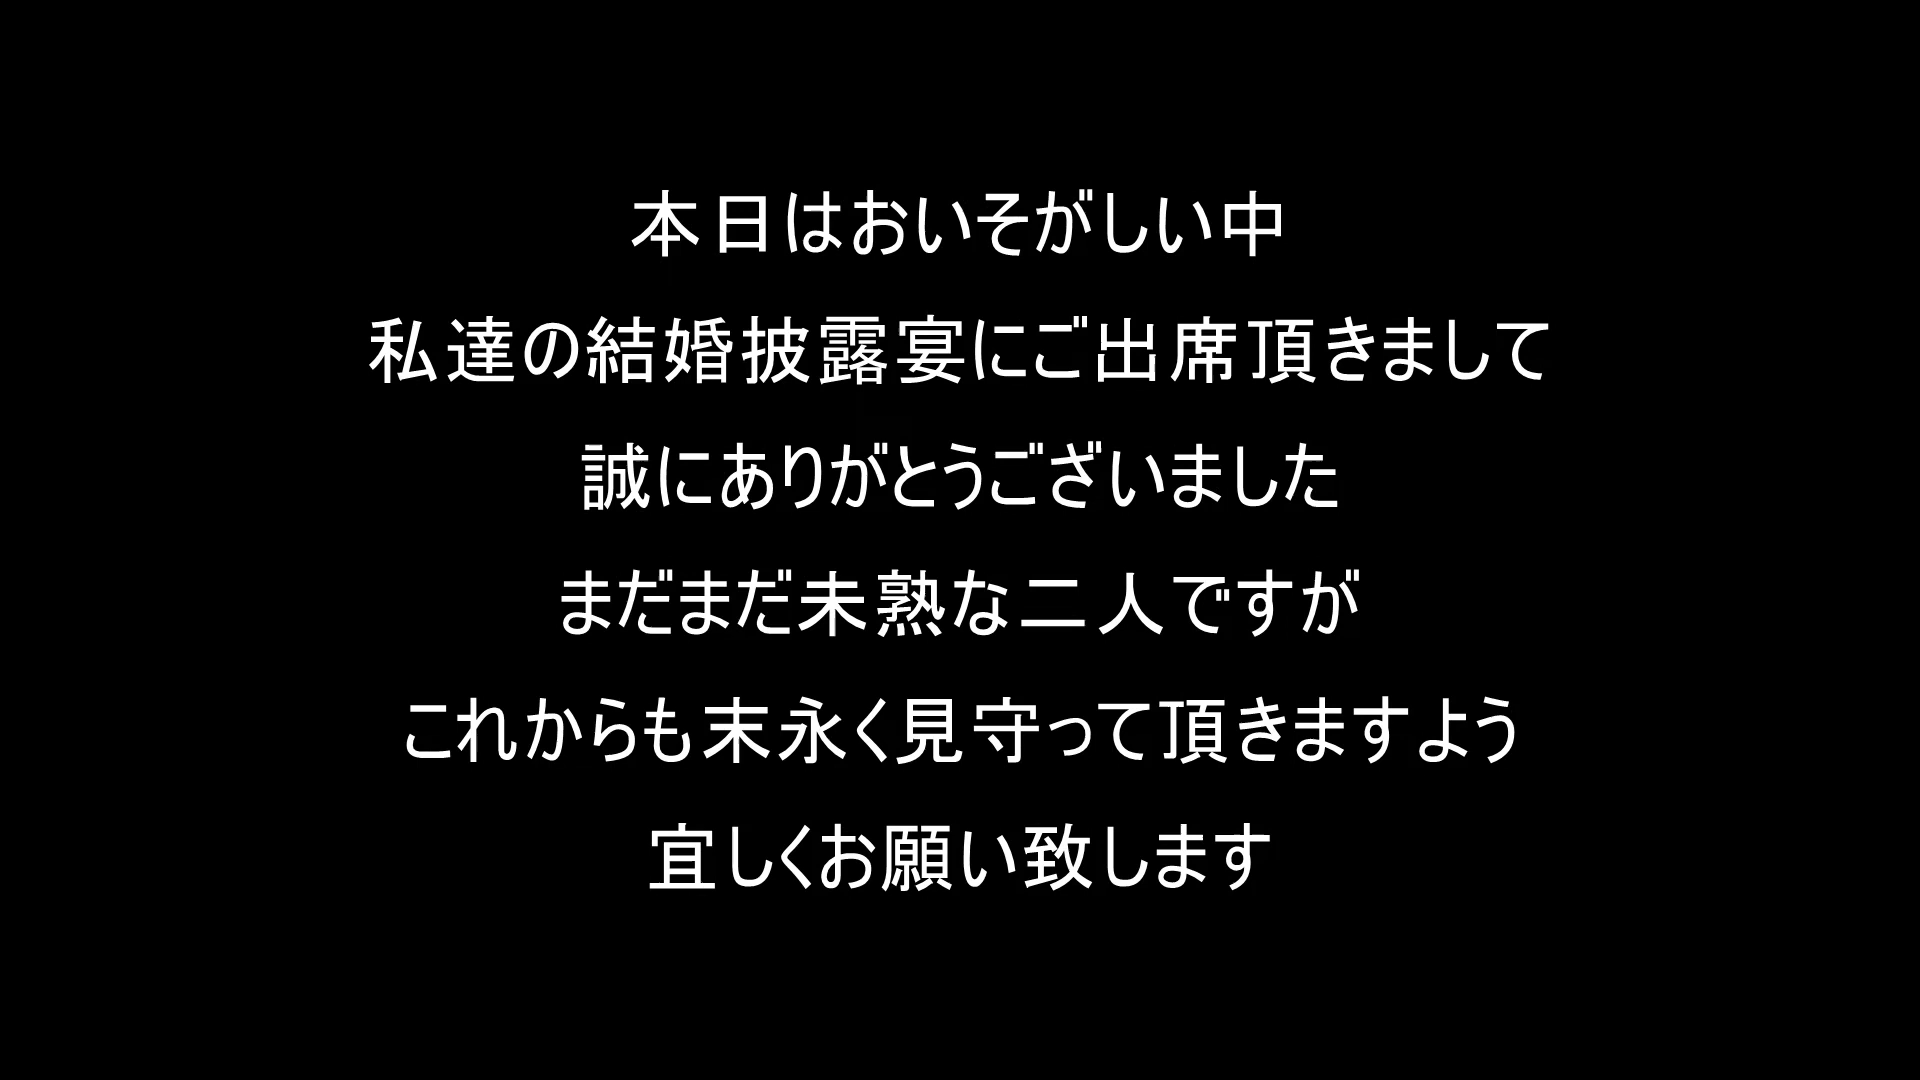 本日はおいそがしい中
私達の結婚披露宴にご出席頂きまして
誠にありがとうございました
まだまだ未熟な二人ですが
これからも末永く見守って頂きますよう
宜しくお願い致します